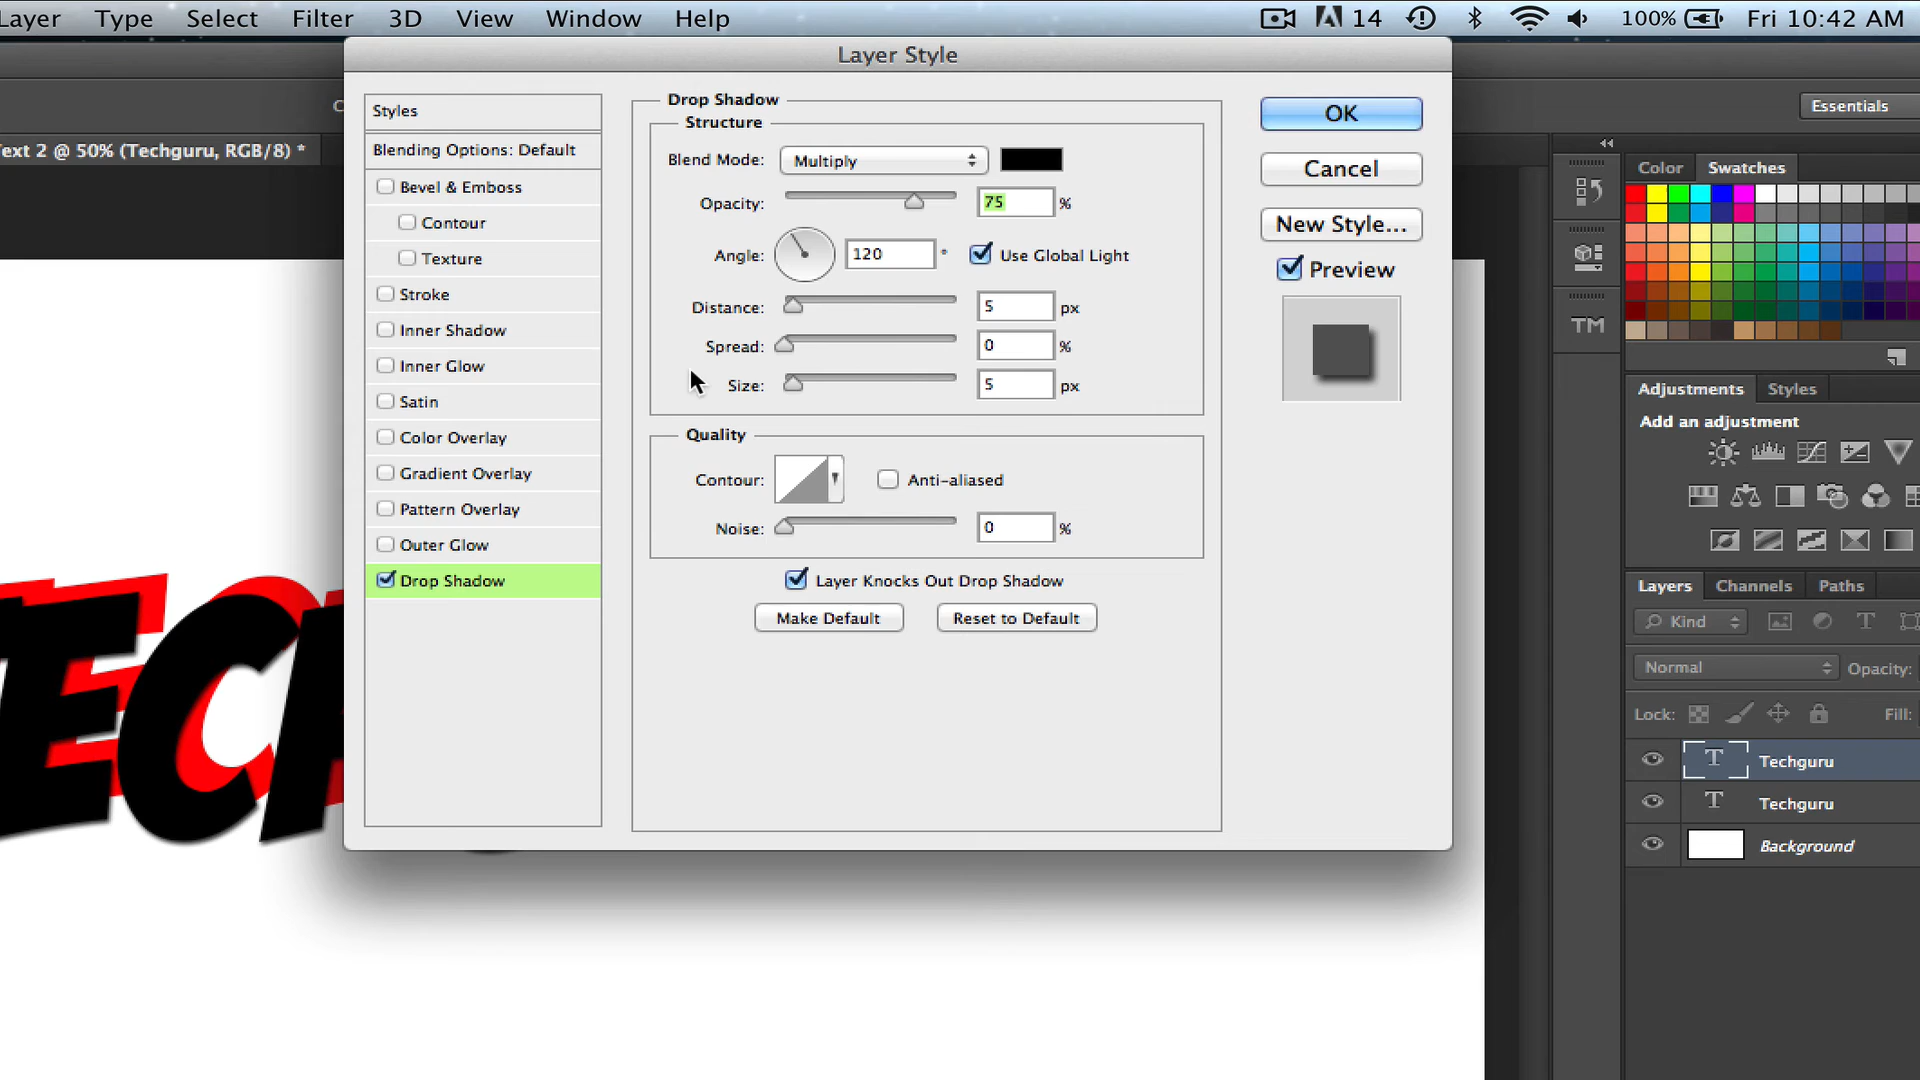 Layer Type Select Filter 3D View Window Help 14 100% Fri 10:42 AM
Layer Style
Essentials
ext 2 @ 50% (Techguru, RGB/8) *
Styles
Blending Options: Default
Bevel & Emboss
Contour
Texture
Stroke
Inner Shadow
Inner Glow
Satin
Color Overlay
Gradient Overlay
Pattern Overlay
Outer Glow
Drop Shadow
Drop Shadow
Structure
Blend Mode: Multiply
Opacity: 75 %
Angle: 120 ° Use Global Light
Distance: 5 px
Spread: 0 %
Size: 5 px
Quality
Contour: Anti-aliased
Noise: 0 %
Layer Knocks Out Drop Shadow
Make Default Reset to Default
OK
Cancel
New Style...
Preview
TM
Color Swatches
Adjustments Styles
Add an adjustment
Layers Channels Paths
Kind T
Normal Opacity:
Lock: Fill:
T Techguru
T Techguru
Background
TECH